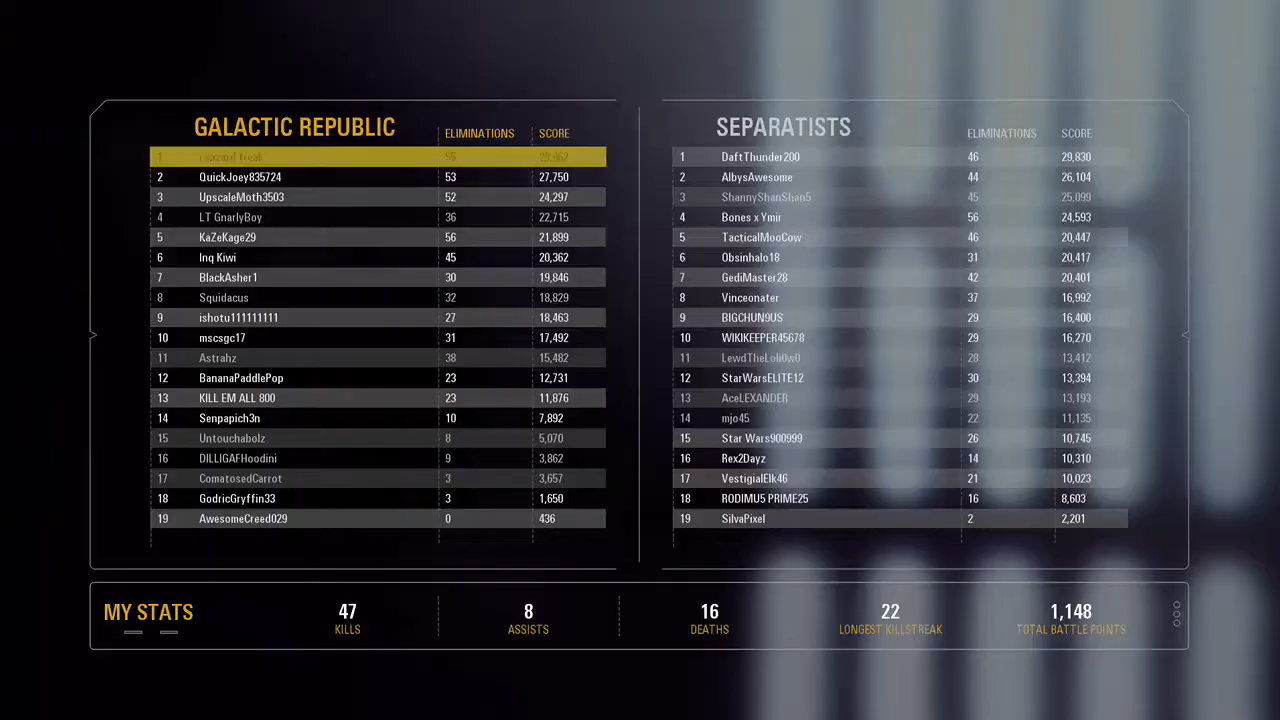 GALACTIC REPUBLIC ELIMINATIONS SCORE
1 55
2 QuickJoey835724 53 27,750
3 UpscaleMoth3503 52 24,297
4 LT GnarlyBoy 36 22,715
5 KaZeKage29 56 21,899
6 Inq Kiwi 45 20,362
7 BlackAsher1 30 19,846
8 Squidacus 32 18,829
9 ishotu111111111 27 18,463
10 mscsgc17 31 17,492
11 Astrahz 38 15,482
12 BananaPaddlePop 23 12,731
13 KILL EM ALL 800 23 11,876
14 Senpapich3n 10 7,892
15 Untouchabolz 8 5,070
16 DILLIGAFHoodini 9 3,862
17 ComatosedCarrot 3 3,657
18 GodricGryffin33 3 1,650
19 AwesomeCreed029 0 436
SEPARATISTS ELIMINATIONS SCORE
1 DaftThunder200 46 29,830
2 AlbysAwesome 44 26,104
3 ShannyShanShan5 45 25,099
4 Bones x Ymir 56 24,593
5 TacticalMooCow 46 20,447
6 Obsinhalo18 31 20,417
7 GediMaster28 42 20,401
8 Vinceonater 37 16,992
9 BIGCHUN9US 29 16,400
10 WIKIKEEPER45678 29 16,270
11 LewdTheLoli0w0 28 13,412
12 StarWarsELITE12 30 13,394
13 AceLEXANDER 29 13,193
14 mjo45 22 11,135
15 Star Wars900999 26 10,745
16 Rex2Dayz 14 10,310
17 VestigialElk46 21 10,023
18 RODIMU5 PRIME25 16 8,603
19 SilvaPixel 2 2,201
MY STATS
47 8 16 22 1,148
KILLS ASSISTS DEATHS LONGEST KILLSTREAK TOTAL BATTLE POINTS